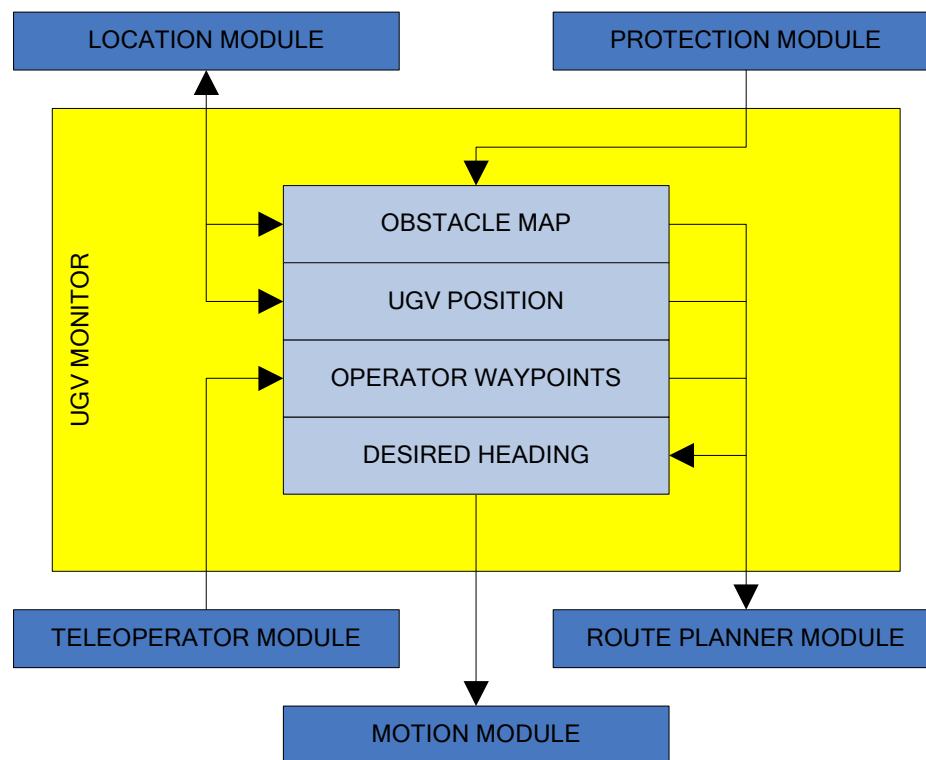 LOCATION MODULE
PROTECTION MODULE
UGV MONITOR
OBSTACLE MAP
UGV POSITION
OPERATOR WAYPOINTS
DESIRED HEADING
TELEOPERATOR MODULE
ROUTE PLANNER MODULE
MOTION MODULE